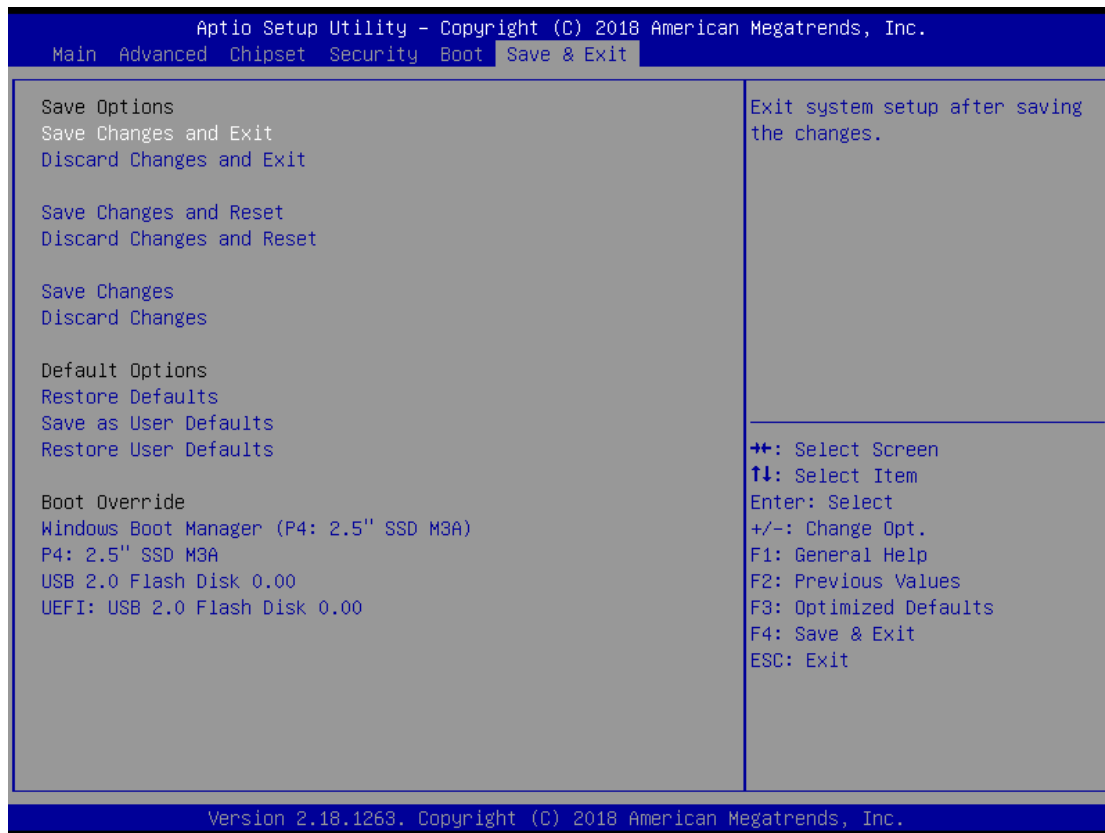 Aptio Setup Utility – Copyright (C) 2018 American Megatrends, Inc.
Main Advanced Chipset Security Boot Save & Exit
Save Options
Save Changes and Exit
Discard Changes and Exit
Save Changes and Reset
Discard Changes and Reset
Save Changes
Discard Changes
Default Options
Restore Defaults
Save as User Defaults
Restore User Defaults
Boot Override
Windows Boot Manager (P4: 2.5" SSD M3A)
P4: 2.5" SSD M3A
USB 2.0 Flash Disk 0.00
UEFI: USB 2.0 Flash Disk 0.00
Exit system setup after saving
the changes.
→←: Select Screen
↑↓: Select Item
Enter: Select
+/-: Change Opt.
F1: General Help
F2: Previous Values
F3: Optimized Defaults
F4: Save & Exit
ESC: Exit
Version 2.18.1263. Copyright (C) 2018 American Megatrends, Inc.